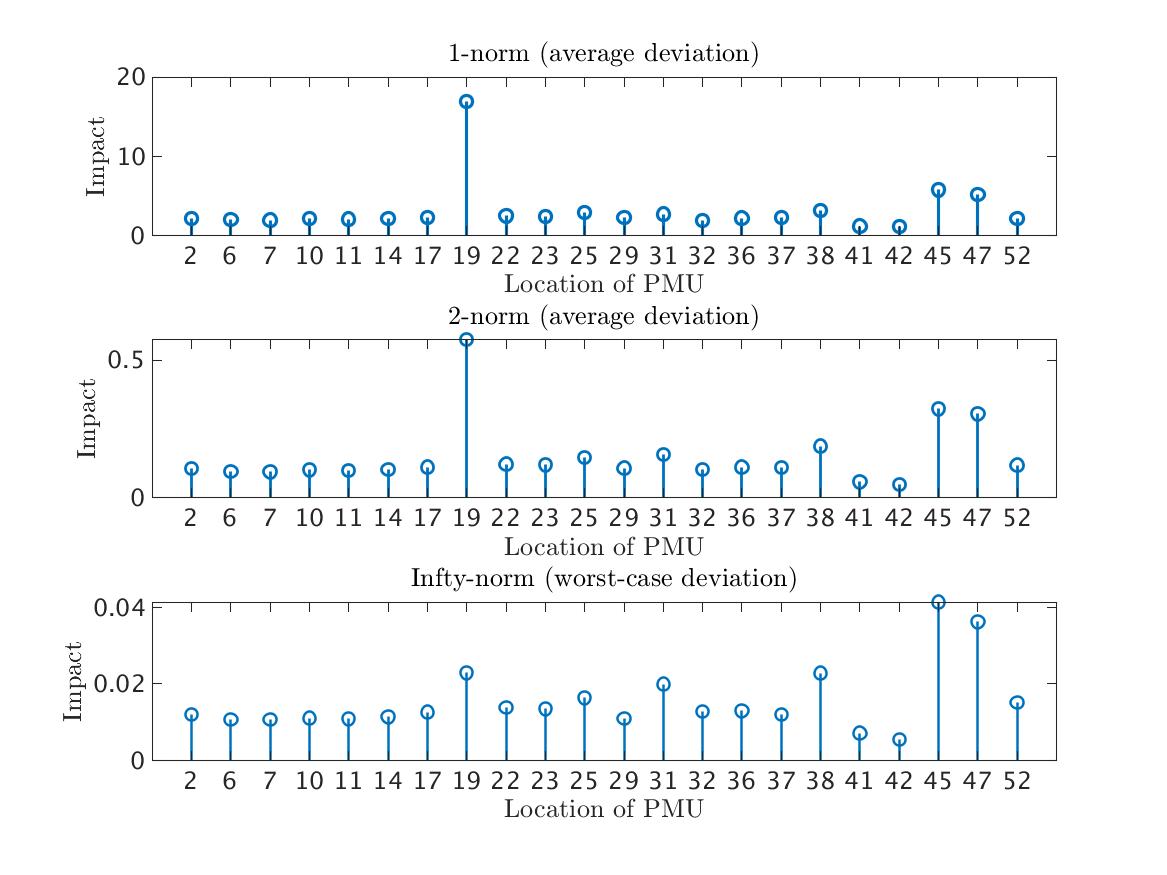 1-norm (average deviation)
20
10
0
Impact
2 6 7 10 11 14 17 19 22 23 25 29 31 32 36 37 38 41 42 45 47 52
Location of PMU
2-norm (average deviation)
0.5
0
Impact
2 6 7 10 11 14 17 19 22 23 25 29 31 32 36 37 38 41 42 45 47 52
Location of PMU
Infty-norm (worst-case deviation)
0.04
0.02
0
Impact
2 6 7 10 11 14 17 19 22 23 25 29 31 32 36 37 38 41 42 45 47 52
Location of PMU